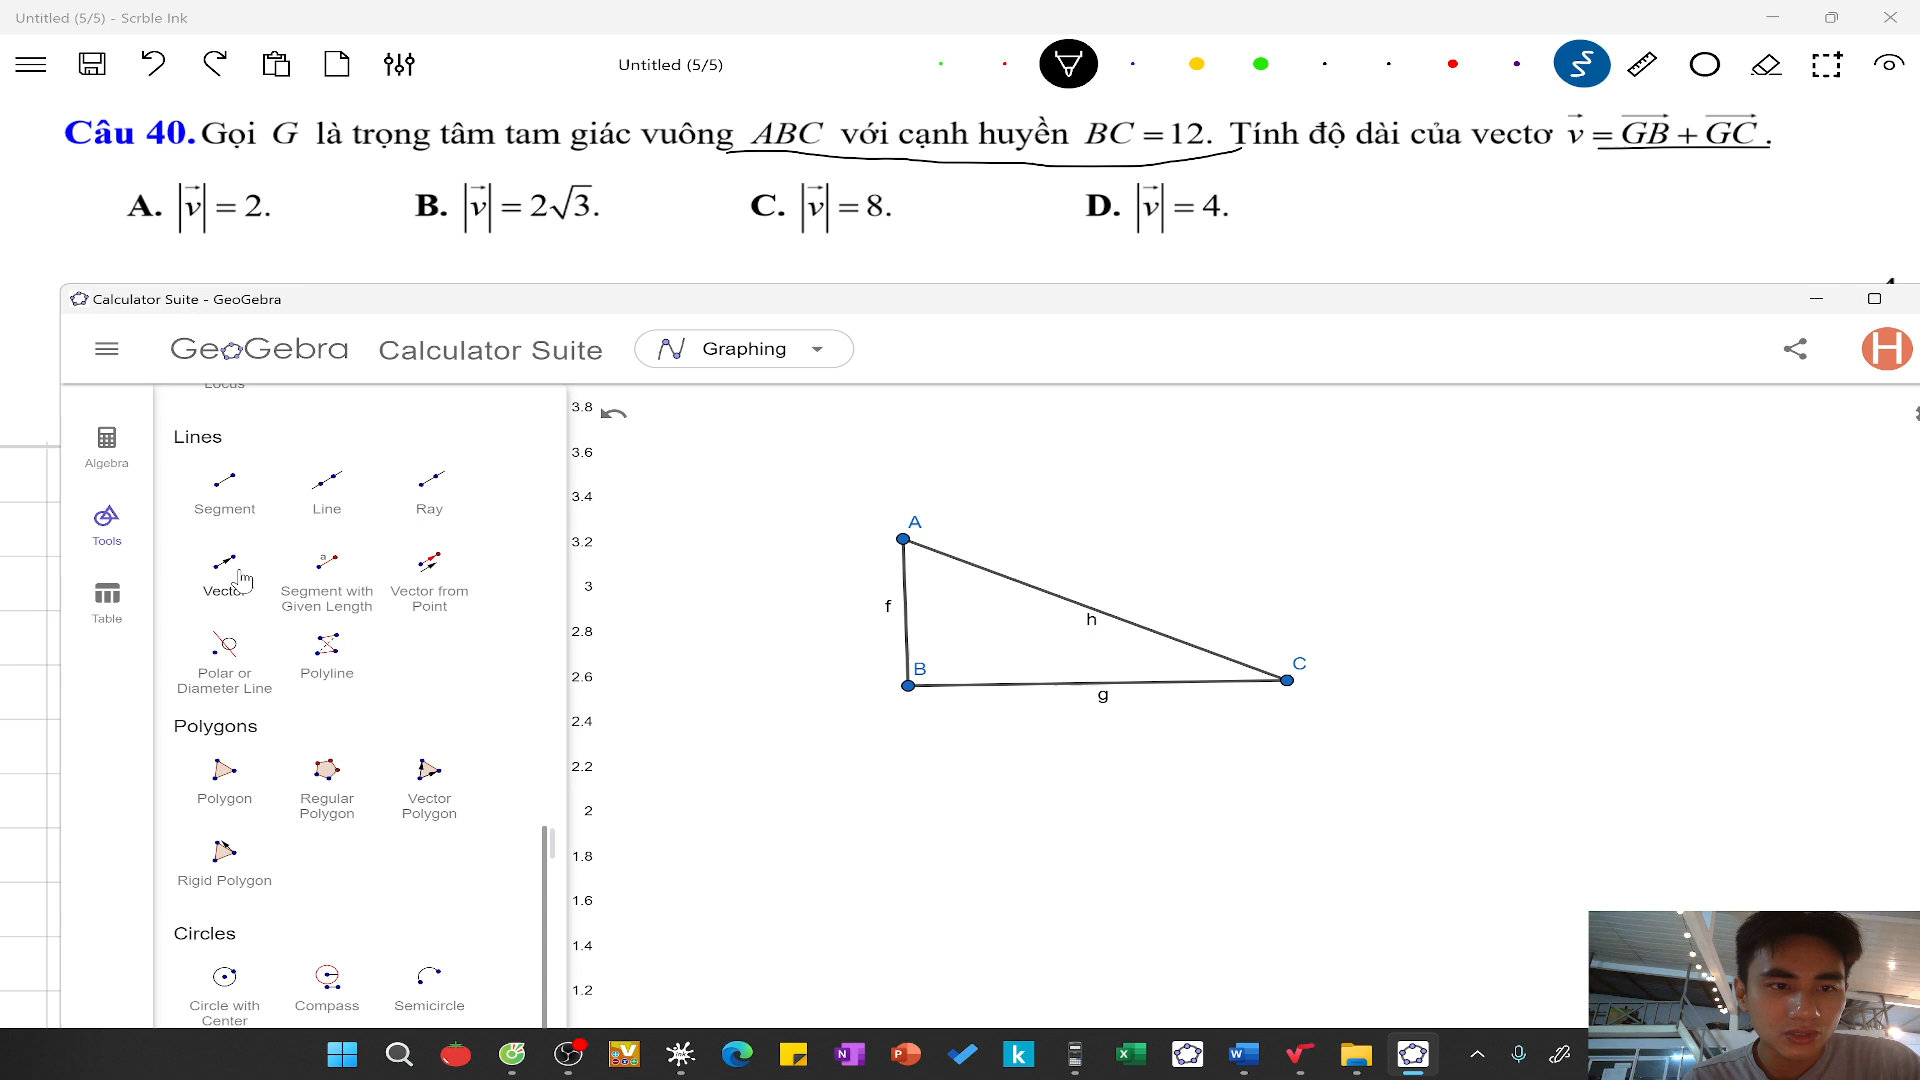 Untitled (5/5) - Scrble Ink
Untitled (5/5)
Câu 40. Gọi G là trọng tâm tam giác vuông ABC với cạnh huyền BC = 12. Tính độ dài của vectơ v⃗ = GB + GC.
A. |v⃗| = 2. B. |v⃗| = 2√3. C. |v⃗| = 8. D. |v⃗| = 4.
Calculator Suite - GeoGebra
GeoGebra Calculator Suite Graphing
H
Locus
Algebra
Tools
Table
Lines
Segment Line Ray
Vector Segment with Given Length Vector from Point
Polar or Diameter Line Polyline
Polygons
Polygon Regular Polygon Vector Polygon
Rigid Polygon
Circles
Circle with Center Compass Semicircle
3.8
3.6
3.4
3.2
3
2.8
2.6
2.4
2.2
2
1.8
1.6
1.4
1.2
A
f
h
B
C
g